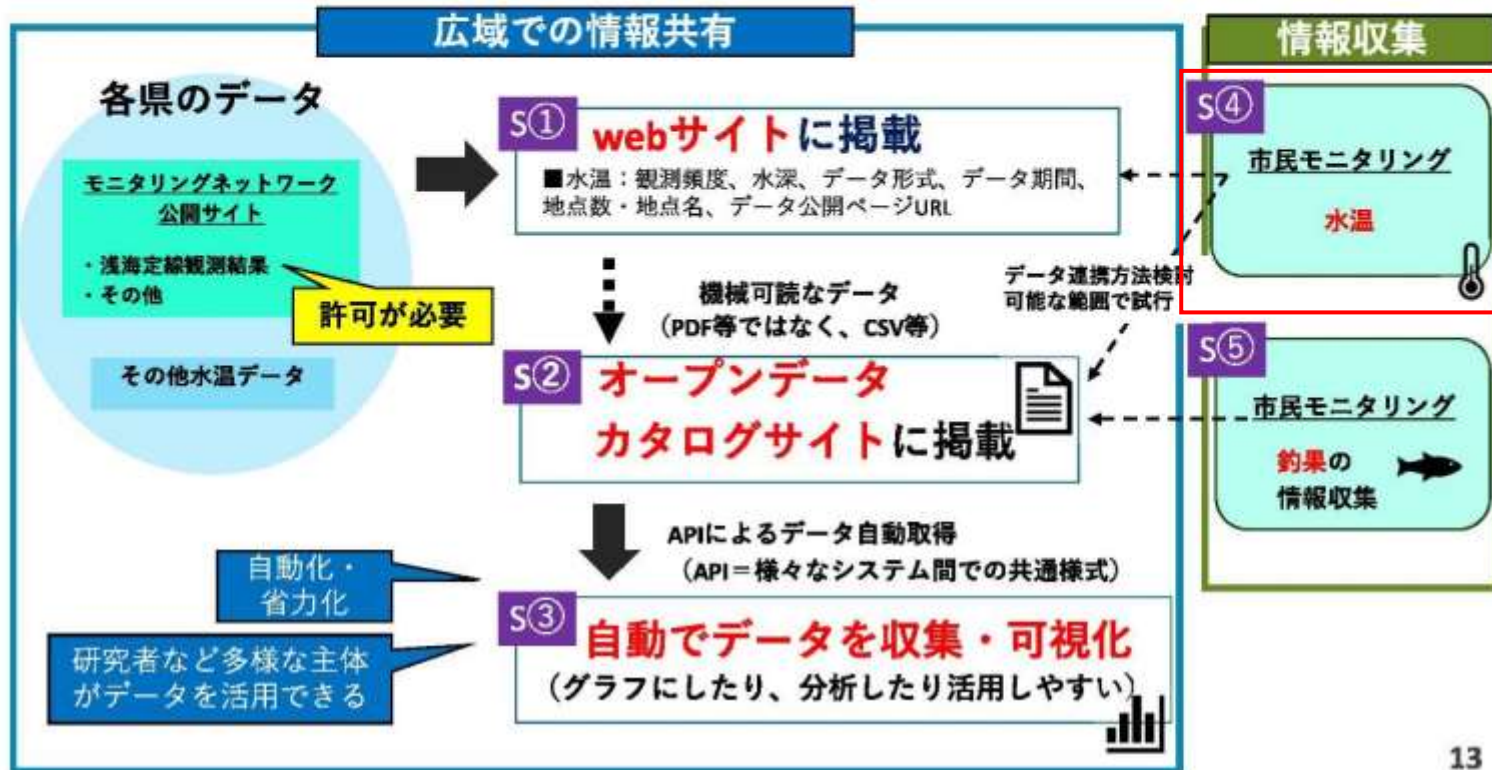 広域での情報共有
情報収集
各県のデータ
モニタリングネットワーク
公開サイト
・浅海定線観測結果
・その他
許可が必要
その他水温データ
S①
webサイトに掲載
■水温：観測頻度、水深、データ形式、データ期間、
地点数・地点名、データ公開ページURL
機械可読なデータ
（PDF等ではなく、CSV等）
データ連携方法検討
可能な範囲で試行
S②
オープンデータ
カタログサイトに掲載
APIによるデータ自動取得
（API＝様々なシステム間での共通様式）
自動化・
省力化
研究者など多様な主体
がデータを活用できる
S③
自動でデータを収集・可視化
（グラフにしたり、分析したり活用しやすい）
S④
市民モニタリング
水温
S⑤
市民モニタリング
釣果の
情報収集
13